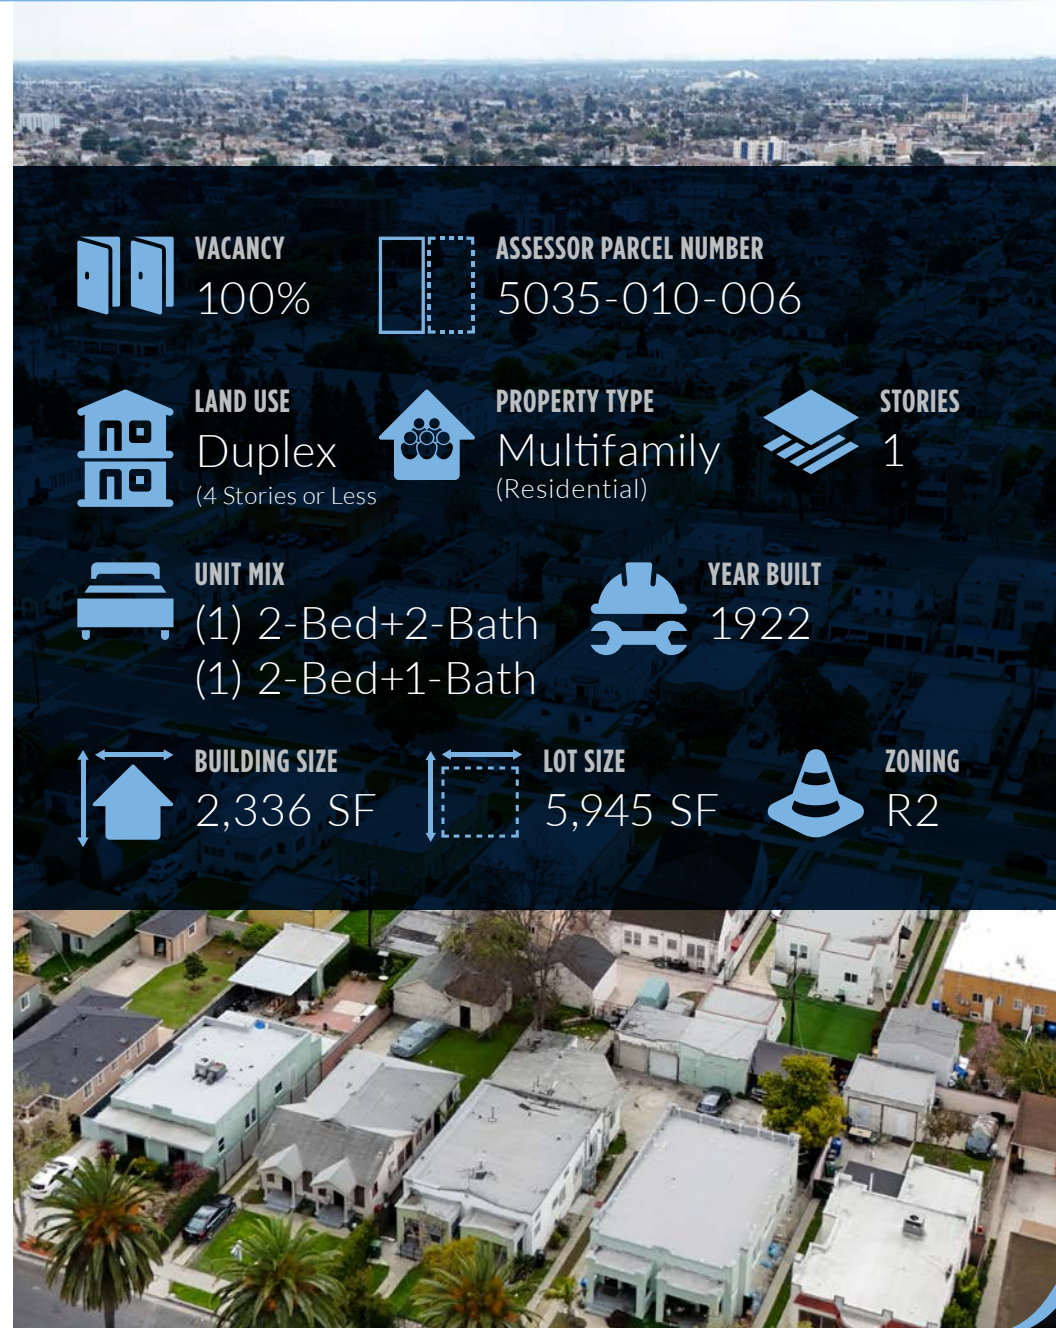 VACANCY
100%
ASSESSOR PARCEL NUMBER
5035-010-006
LAND USE
Duplex
(4 Stories or Less
PROPERTY TYPE
Multifamily
(Residential)
STORIES
1
UNIT MIX
(1) 2-Bed+2-Bath
(1) 2-Bed+1-Bath
YEAR BUILT
1922
BUILDING SIZE
2,336 SF
LOT SIZE
5,945 SF
ZONING
R2